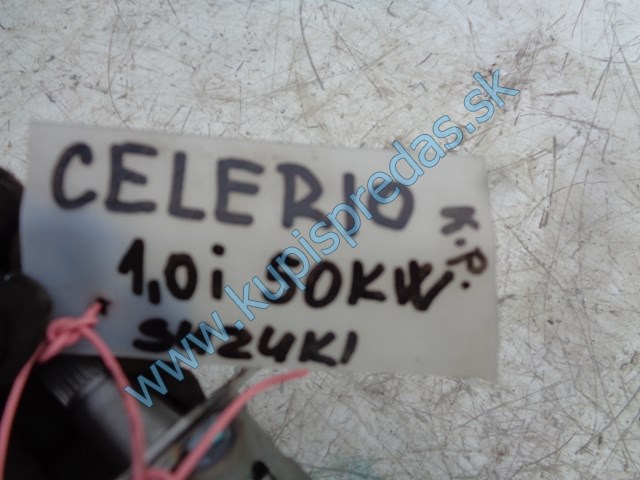 CELERIO
K.P.
1,0i 50KW
SUZUKI
www.kupispredas.sk